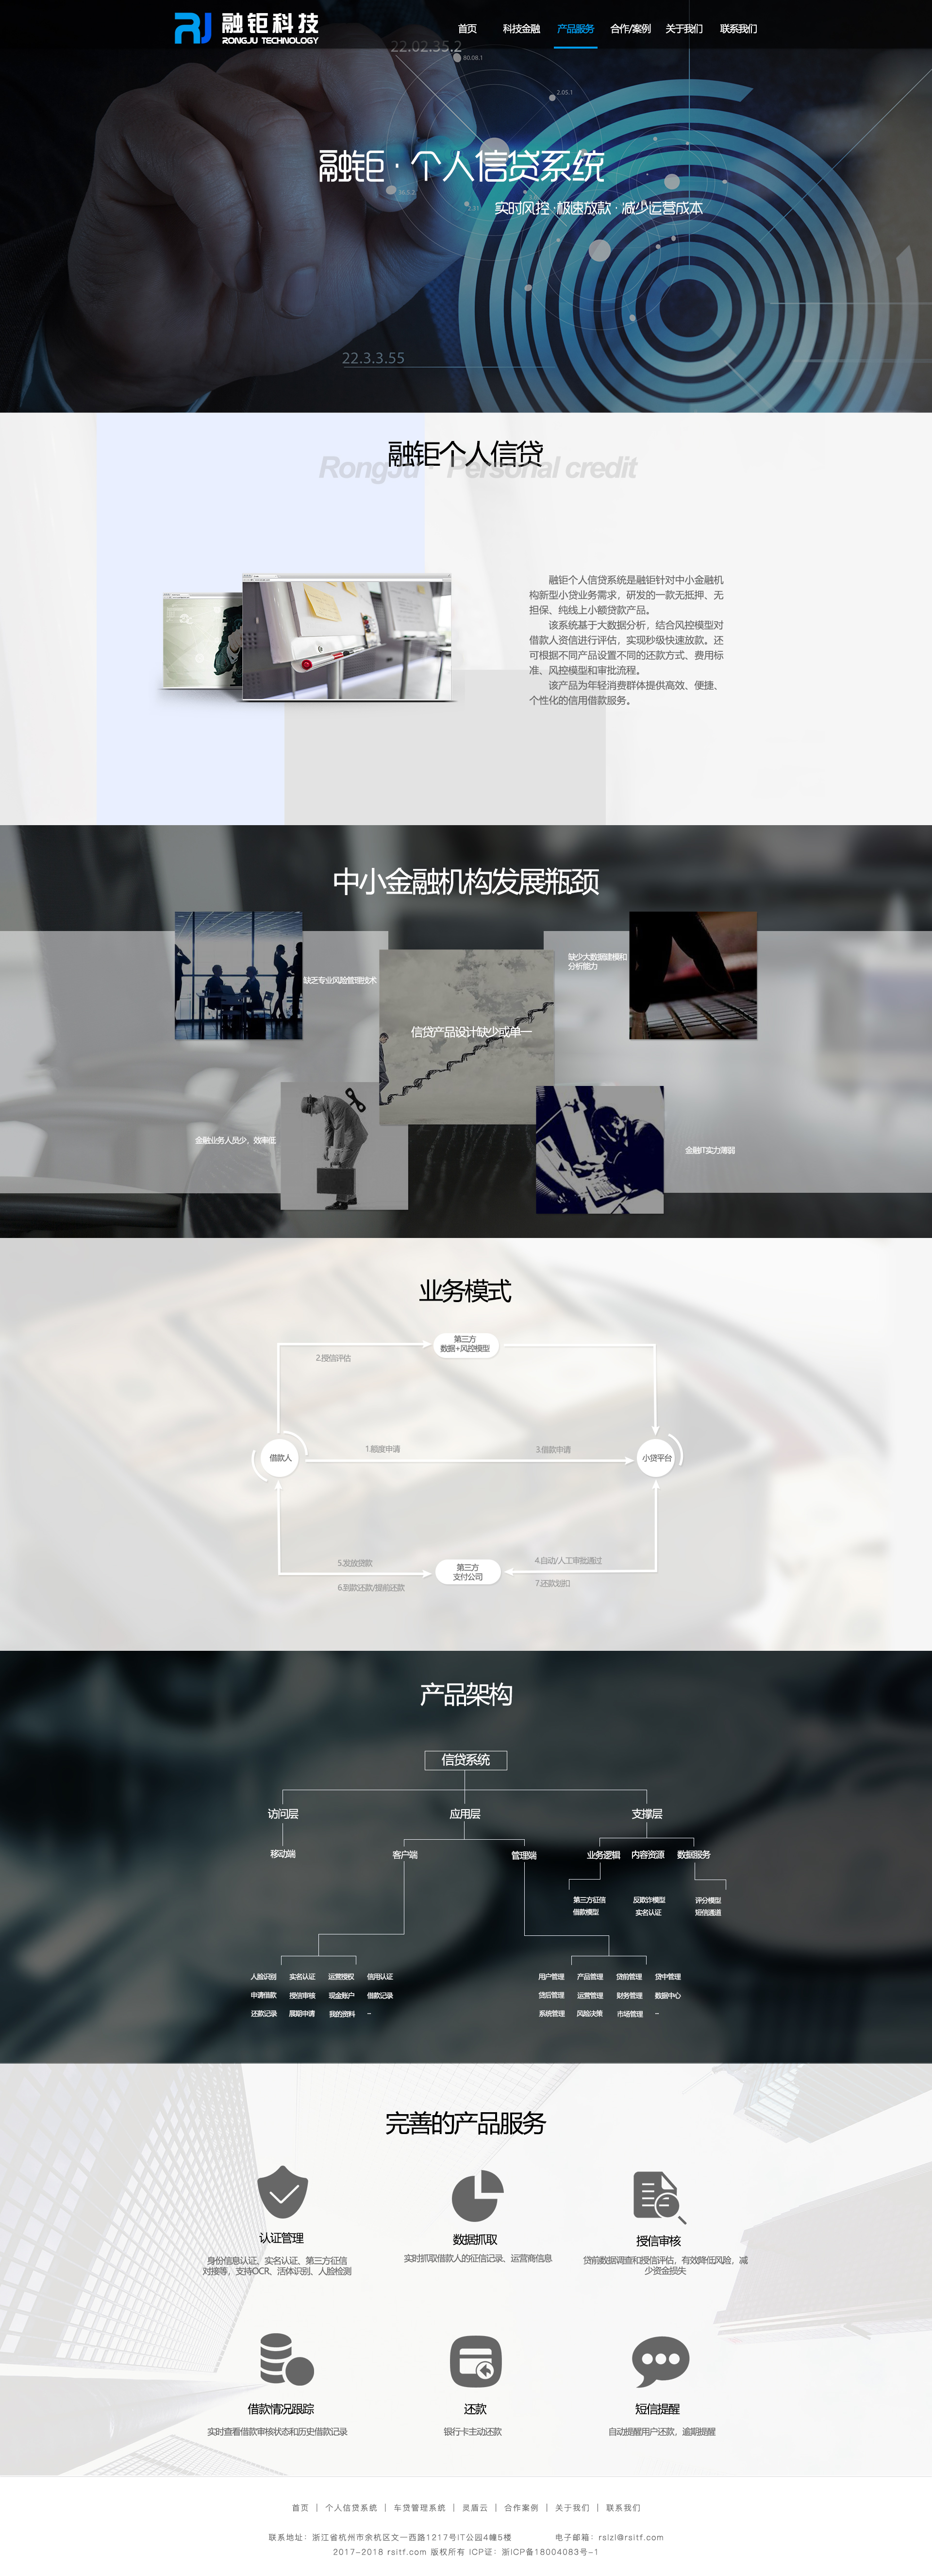 融钜科技
RONGJU TECHNOLOGY
首页 科技金融 产品服务 合作/案例 关于我们 联系我们
22.02.35.2
80.08.1
2.05.1
融钜·个人信贷系统
实时风控·极速放款·减少运营成本
22.3.3.55
融钜个人信贷
RongJu · Personal credit
融钜个人信贷系统是融钜针对中小金融机
构新型小贷业务需求，研发的一款无抵押、无
担保、纯线上小额贷款产品。
该系统基于大数据分析，结合风控模型对
借款人资信进行评估，实现秒级快速放款。还
可根据不同产品设置不同的还款方式、费用标
准、风控模型和审批流程。
该产品为年轻消费群体提供高效、便捷、
个性化的信用借款服务。
中小金融机构发展瓶颈
缺乏专业风险管理技术
缺少大数据建模和
分析能力
信贷产品设计缺少或单一
金融业务人员少，效率低
金融IT实力薄弱
业务模式
第三方
数据+风控模型
2.授信评估
借款人
1.额度申请
3.借款申请
小贷平台
5.发放贷款
6.到款还款/提前还款
第三方
支付公司
4.自动/人工审批通过
7.还款划扣
产品架构
信贷系统
访问层 应用层 支撑层
移动端 客户端 管理端 业务逻辑 内容资源 数据服务
第三方征信 反欺诈模型 评分模型
借款模型 实名认证 短信通道
人脸识别 实名认证 运营授权 信用认证 用户管理 产品管理 贷前管理 贷中管理
申请借款 授信审核 现金账户 借款记录 贷后管理 运营管理 财务管理 数据中心
还款记录 展期申请 我的资料 – 系统管理 风险决策 市场管理 –
完善的产品服务
认证管理
身份信息认证、实名认证、第三方征信
对接等，支持OCR、活体识别、人脸检测
数据抓取
实时抓取借款人的征信记录、运营商信息
授信审核
贷前数据调查和授信评估，有效降低风险，减
少资金损失
借款情况跟踪
实时查看借款审核状态和历史借款记录
还款
银行卡主动还款
短信提醒
自动提醒用户还款，逾期提醒
首页 | 个人信贷系统 | 车贷管理系统 | 灵盾云 | 合作案例 | 关于我们 | 联系我们
联系地址：浙江省杭州市余杭区文一西路1217号IT公园4幢5楼 电子邮箱：rslzl@rsitf.com
2017-2018 rsitf.com 版权所有 ICP证：浙ICP备18004083号-1